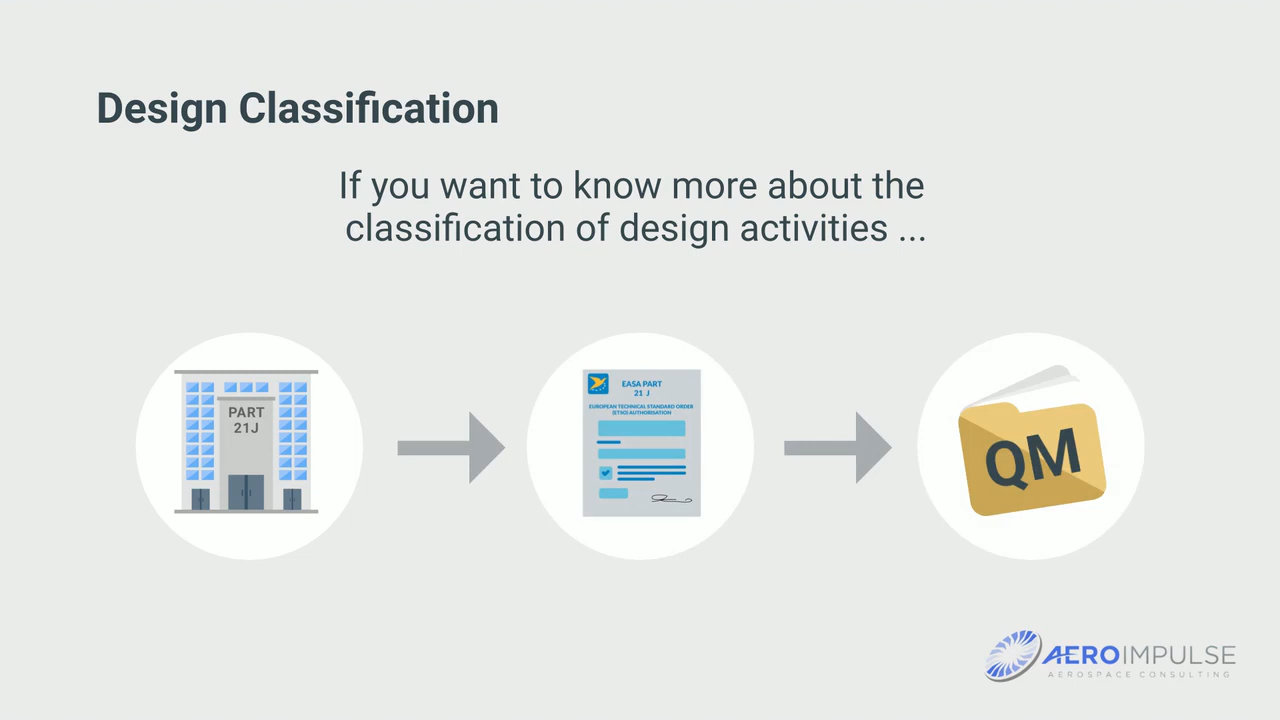 Design Classification
If you want to know more about the
classification of design activities ...
PART
21J
EASA PART
21 J
EUROPEAN TECHNICAL STANDARD ORDER
(ETSO) AUTHORISATION
QM
AEROIMPULSE
AEROSPACE CONSULTING